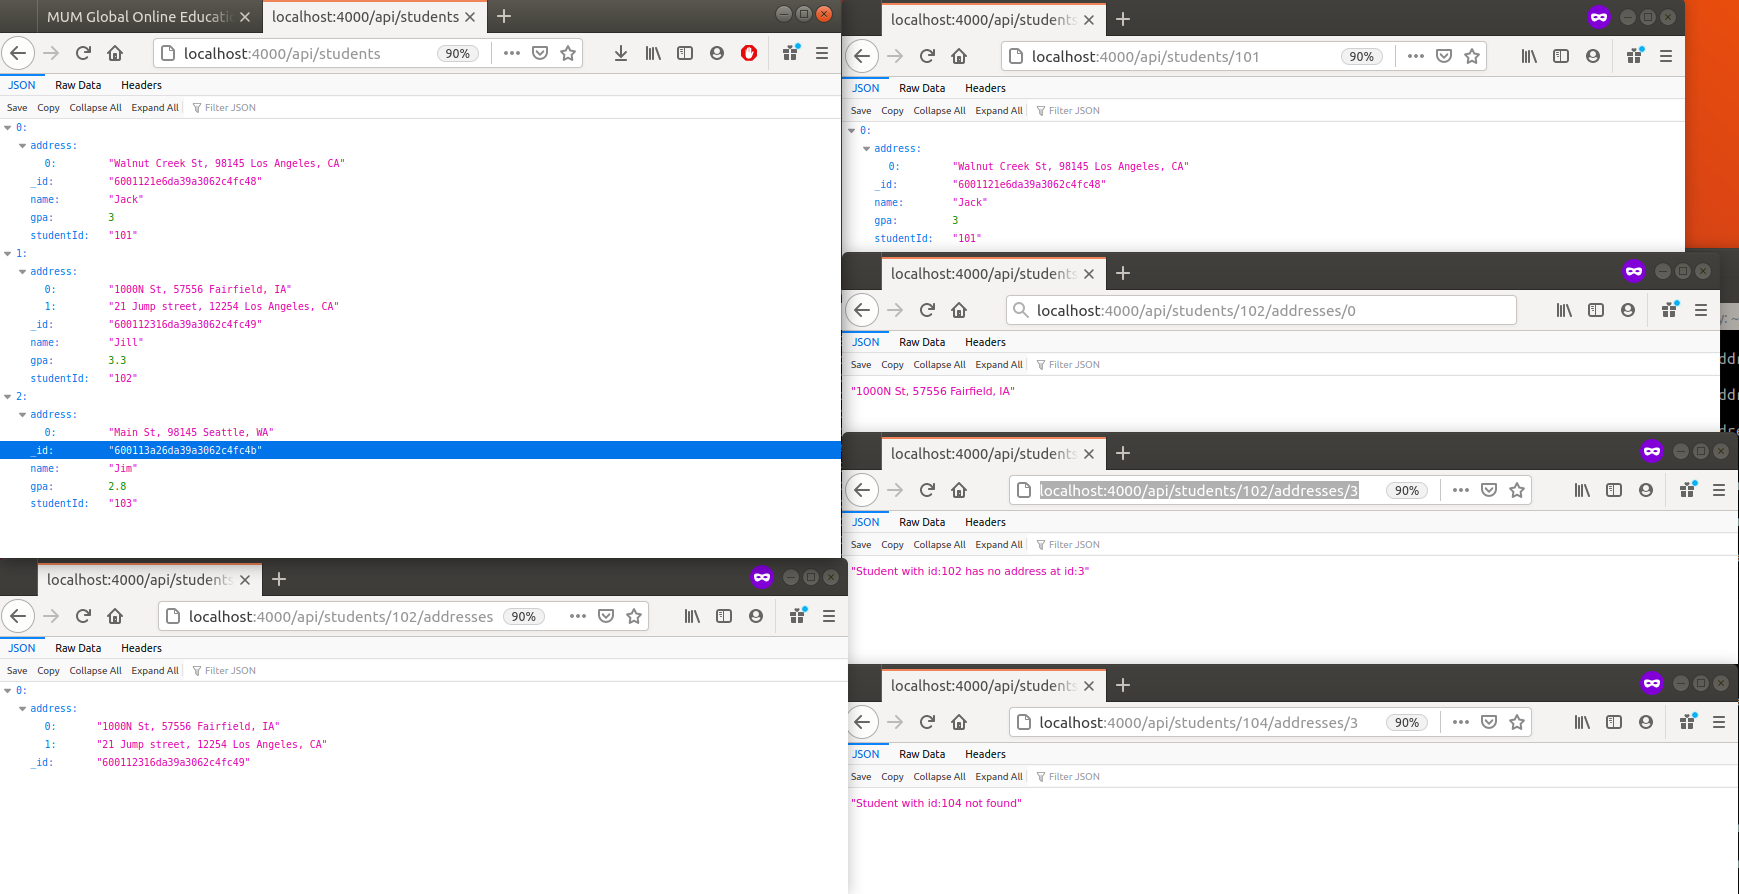 MUM Global Online Educati
localhost:4000/api/students
localhost:4000/api/students
90%
JSON Raw Data Headers
Save Copy Collapse All Expand All Filter JSON
0:
address:
0: "Walnut Creek St, 98145 Los Angeles, CA"
_id: "6001121e6da39a3062c4fc48"
name: "Jack"
gpa: 3
studentId: "101"
1:
address:
0: "1000N St, 57556 Fairfield, IA"
1: "21 Jump street, 12254 Los Angeles, CA"
_id: "600112316da39a3062c4fc49"
name: "Jill"
gpa: 3.3
studentId: "102"
2:
address:
0: "Main St, 98145 Seattle, WA"
_id: "600113a26da39a3062c4fc4b"
name: "Jim"
gpa: 2.8
studentId: "103"
localhost:4000/api/students
localhost:4000/api/students/102/addresses 90%
JSON Raw Data Headers
Save Copy Collapse All Expand All Filter JSON
0:
address:
0: "1000N St, 57556 Fairfield, IA"
1: "21 Jump street, 12254 Los Angeles, CA"
_id: "600112316da39a3062c4fc49"
localhost:4000/api/students
localhost:4000/api/students/101 90%
JSON Raw Data Headers
Save Copy Collapse All Expand All Filter JSON
0:
address:
0: "Walnut Creek St, 98145 Los Angeles, CA"
_id: "6001121e6da39a3062c4fc48"
name: "Jack"
gpa: 3
studentId: "101"
localhost:4000/api/students
localhost:4000/api/students/102/addresses/0
JSON Raw Data Headers
Save Copy Collapse All Expand All Filter JSON
"1000N St, 57556 Fairfield, IA"
localhost:4000/api/students
localhost:4000/api/students/102/addresses/3 90%
JSON Raw Data Headers
Save Copy Collapse All Expand All Filter JSON
"Student with id:102 has no address at id:3"
localhost:4000/api/students
localhost:4000/api/students/104/addresses/3 90%
JSON Raw Data Headers
Save Copy Collapse All Expand All Filter JSON
"Student with id:104 not found"